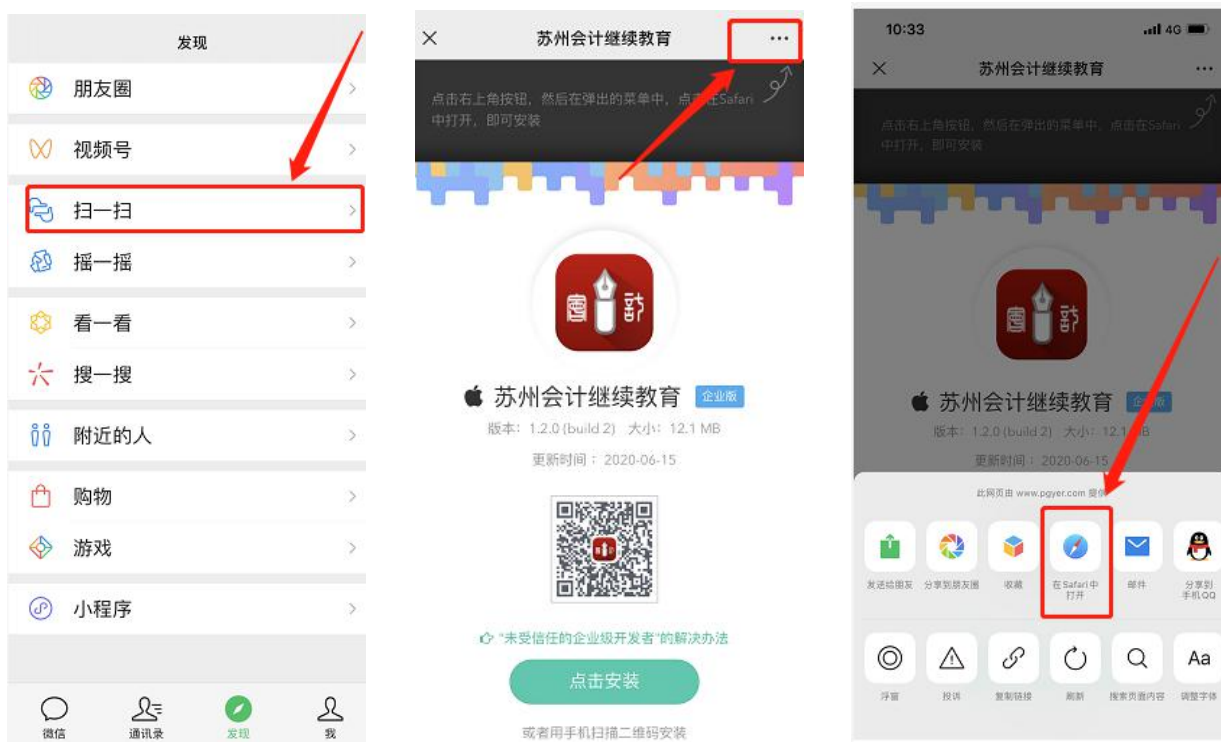 发现
朋友圈
视频号
扫一扫
摇一摇
看一看
搜一搜
附近的人
购物
游戏
小程序
微信
通讯录
发现
我
苏州会计继续教育
点击右上角按钮，然后在弹出的菜单中，点击在Safari
中打开，即可安装
會計
苏州会计继续教育 企业版
版本：1.2.0 (build 2) 大小：12.1 MB
更新时间：2020-06-15
"未受信任的企业级开发者"的解决办法
点击安装
或者用手机扫描二维码安装
10:33
4G
苏州会计继续教育
点击右上角按钮，然后在弹出的菜单中，点击在Safari
中打开，即可安装
會計
苏州会计继续教育 企业版
版本：1.2.0 (build 2) 大小：12.1 MB
更新时间：2020-06-15
此网页由 www.pgyer.com 提供
发送给朋友
分享到朋友圈
收藏
在Safari中
打开
邮件
分享到
手机QQ
浮窗
投诉
复制链接
刷新
搜索页面内容
Aa
调整字体